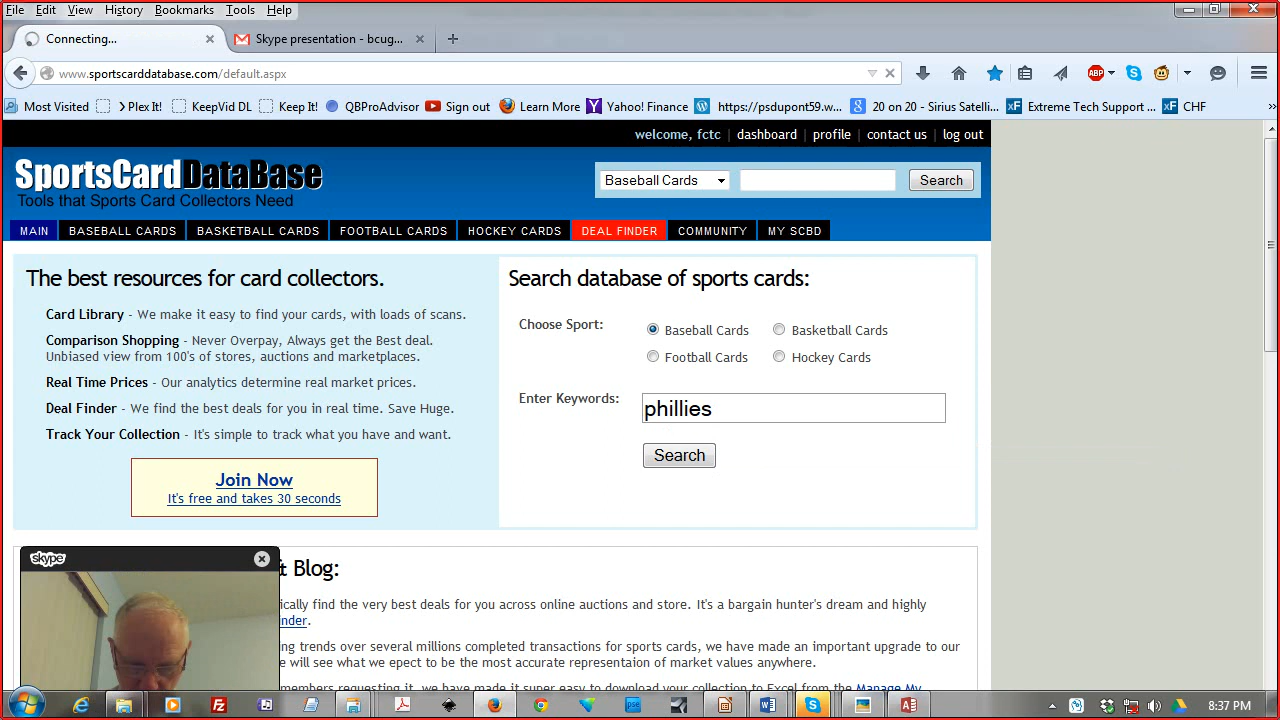 File Edit View History Bookmarks Tools Help
Connecting... Skype presentation - bcug...
www.sportscarddatabase.com/default.aspx
ABP
Most Visited > Plex It! KeepVid DL Keep It! QBProAdvisor Sign out Learn More Yahoo! Finance https://psdupont59.w... 20 on 20 - Sirius Satelli... Extreme Tech Support ... CHF
welcome, fctc | dashboard | profile | contact us | log out
SportsCardDataBase
Tools that Sports Card Collectors Need
Baseball Cards Search
MAIN BASEBALL CARDS BASKETBALL CARDS FOOTBALL CARDS HOCKEY CARDS DEAL FINDER COMMUNITY MY SCBD
The best resources for card collectors.
Card Library - We make it easy to find your cards, with loads of scans.
Comparison Shopping - Never Overpay, Always get the Best deal.
Unbiased view from 100's of stores, auctions and marketplaces.
Real Time Prices - Our analytics determine real market prices.
Deal Finder - We find the best deals for you in real time. Save Huge.
Track Your Collection - It's simple to track what you have and want.
Join Now
It's free and takes 30 seconds
Search database of sports cards:
Choose Sport: Baseball Cards Basketball Cards
Football Cards Hockey Cards
Enter Keywords: phillies
Search
skype
Blog:
ically find the very best deals for you across online auctions and store. It's a bargain hunter's dream and highly
inder.
ing trends over several millions completed transactions for sports cards, we have made an important upgrade to our
e will see what we epect to be the most accurate representaion of market values anywhere.
members requesting it, we have made it super easy to download your collection to Excel from the Manage My
8:37 PM